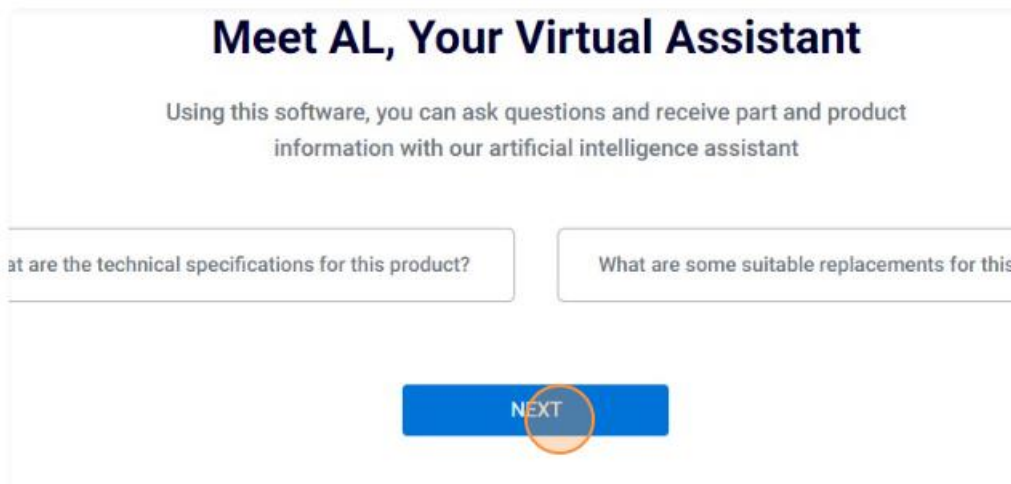 Meet AL, Your Virtual Assistant
Using this software, you can ask questions and receive part and product
information with our artificial intelligence assistant
at are the technical specifications for this product?
What are some suitable replacements for this
NEXT